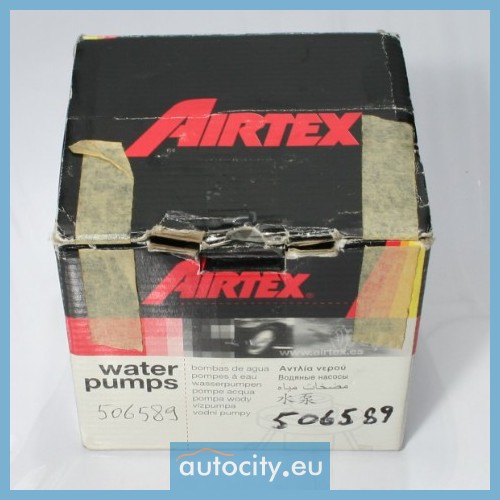 AIRTEX
AIRTEX®
www.airtex.es
water
pumps
bombas de agua
pompes à eau
wasserpumpen
pompe acqua
pompa wody
vízpumpa
vodní pumpy
Αντλία νερού
Водяные насосы
مضخات مياه
水泵
506589
506589
autocity.eu